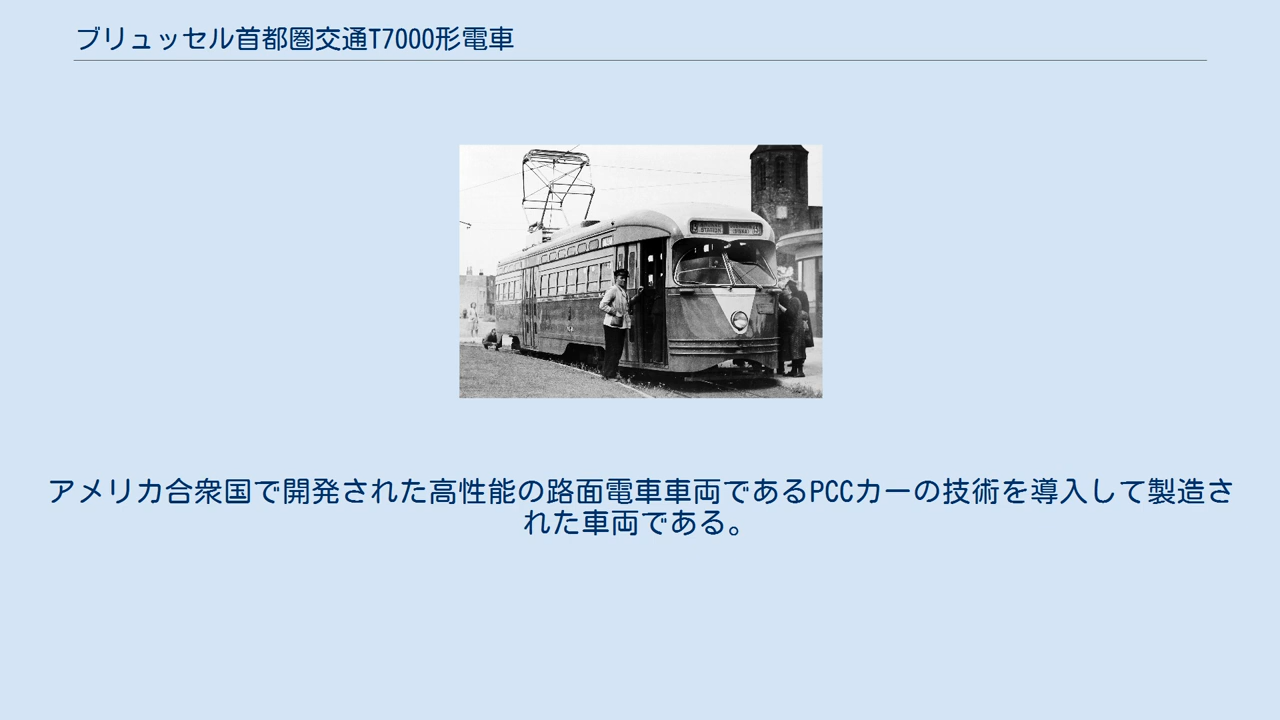 ブリュッセル首都圏交通T7000形電車
アメリカ合衆国で開発された高性能の路面電車車両であるPCCカーの技術を導入して製造さ
れた車両である。